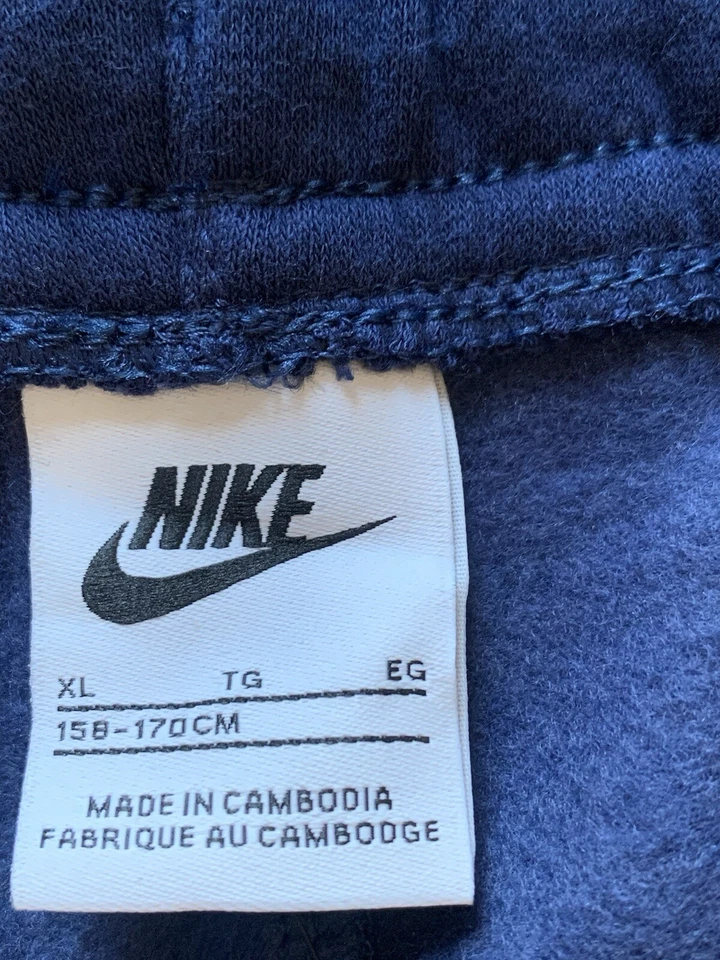 NIKE
XL TG EG
158-170CM
MADE IN CAMBODIA
FABRIQUE AU CAMBODGE